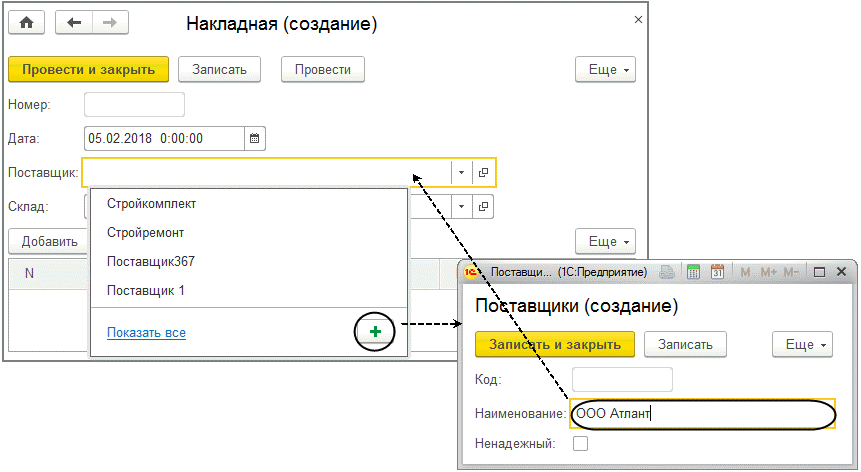 Накладная (создание)
Провести и закрыть Записать Провести Еще
Номер:
Дата: 05.02.2018 0:00:00
Поставщик:
Склад:
Стройкомплект
Стройремонт
Поставщик367
Поставщик 1
Показать все
Добавить Еще
N
Поставщи... (1С:Предприятие) 31 M M+ M-
Поставщики (создание)
Записать и закрыть Записать Еще
Код:
Наименование: ООО Атлант
Ненадежный: